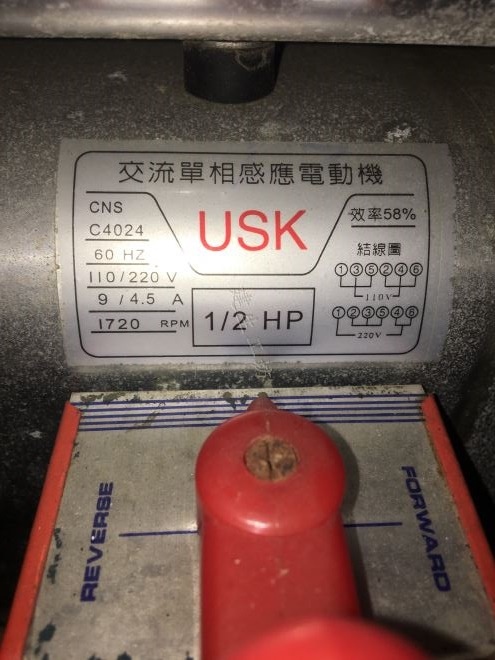 交流單相感應電動機
CNS
C4024
60 HZ
110/220 V
9 / 4.5 A
1720 RPM
USK
1/2 HP
效率58%
結線圖
①③⑤②④⑥
110V
①②③⑤④⑥
220V
REVERSE
FORWARD